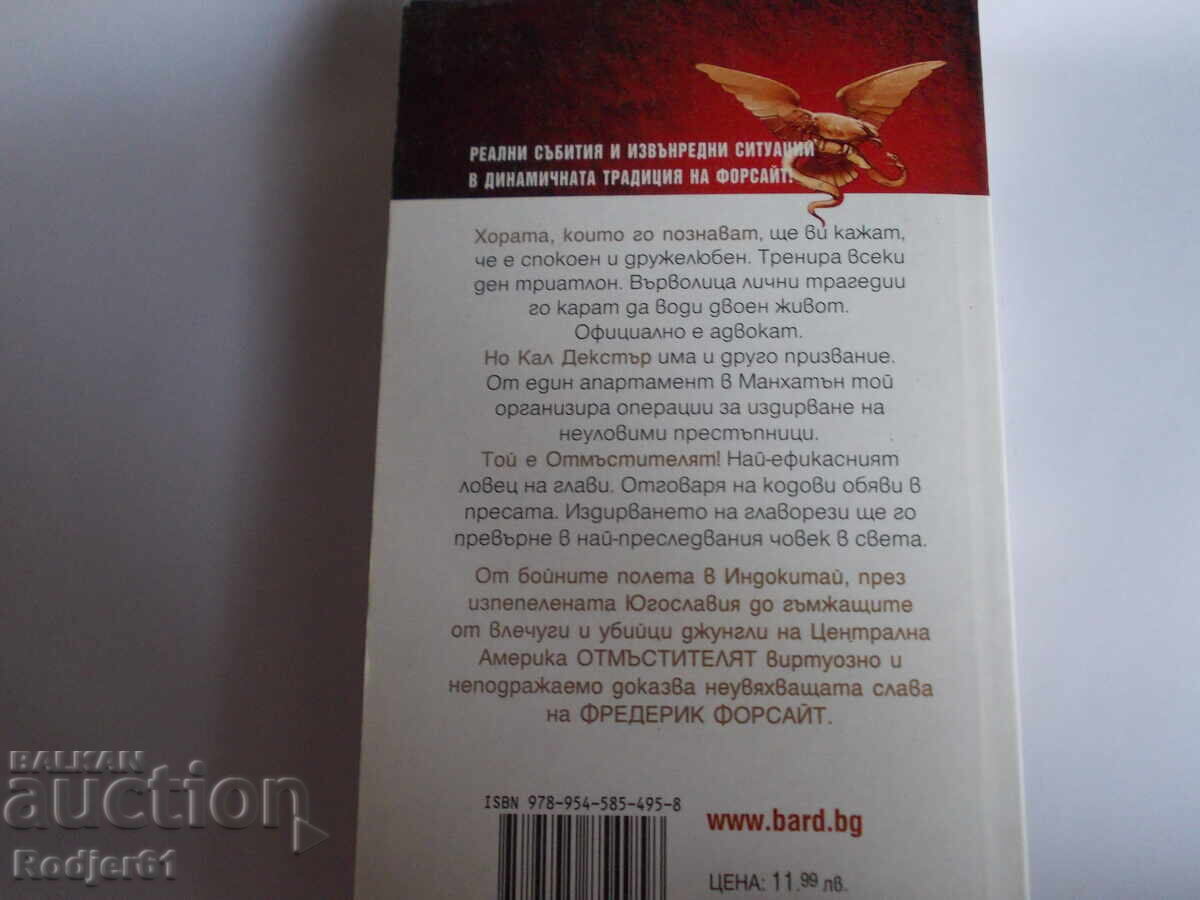 РЕАЛНИ СЪБИТИЯ И ИЗВЪНРЕДНИ СИТУАЦИИ
В ДИНАМИЧНАТА ТРАДИЦИЯ НА ФОРСАЙТ!
Хората, които го познават, ще ви кажат,
че е спокоен и дружелюбен. Тренира всеки
ден триатлон. Върволица лични трагедии
го карат да води двоен живот.
Официално е адвокат.
Но Кал Декстър има и друго призвание.
От един апартамент в Манхатън той
организира операции за издирване на
неуловими престъпници.
Той е Отмъстителят! Най-ефикасният
ловец на глави. Отговаря на кодови обяви в
пресата. Издирването на главорези ще го
превърне в най-преследвания човек в света.
От бойните полета в Индокитай, през
изпепелената Югославия до гъмжащите
от влечуги и убийци джунгли на Централна
Америка ОТМЪСТИТЕЛЯТ виртуозно и
неподражаемо доказва неувяхващата слава
на ФРЕДЕРИК ФОРСАЙТ.
ISBN 978-954-585-495-8
www.bard.bg
ЦЕНА: 11.99 лв.
BALKAN
auction
Rodjer61